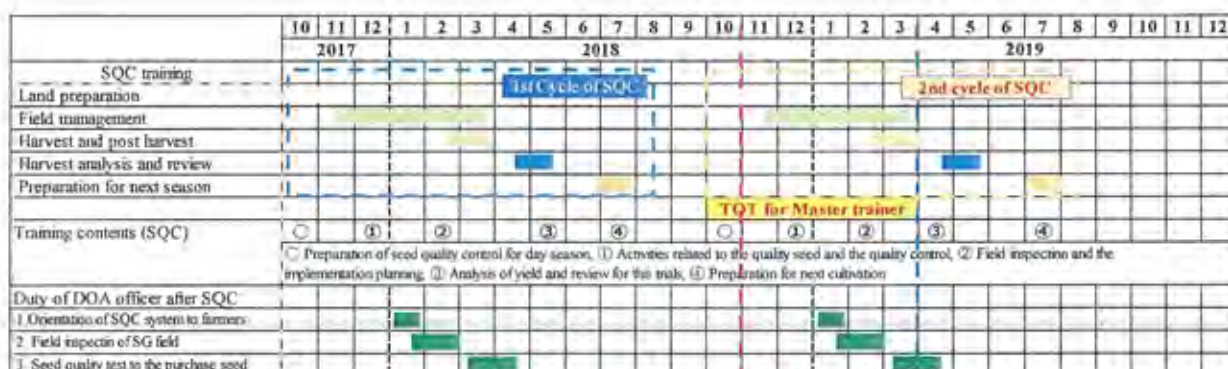 10 11 12 1 2 3 4 5 6 7 8 9 10 11 12 1 2 3 4 5 6 7 8 9 10 11 12
2017 2018 2019
SQC training
1st Cycle of SQC 2nd cycle of SQC
Land preparation
Field management
Harvest and post harvest
Harvest analysis and review
Preparation for next season
TOT for Master trainer
Training contents (SQC) ○ ① ② ③ ④ ○ ① ② ③ ④
○ Preparation of seed quality control for day season, ① Activities related to the quality seed and the quality control, ② Field inspection and the
implementation planning, ③ Analysis of yield and review for this trials, ④ Preparation for next cultivation
Duty of DOA officer after SQC
1 Orientation of SQC system to farmers
2 Field inspectin of SG field
3 Seed quality test to the purchase seed